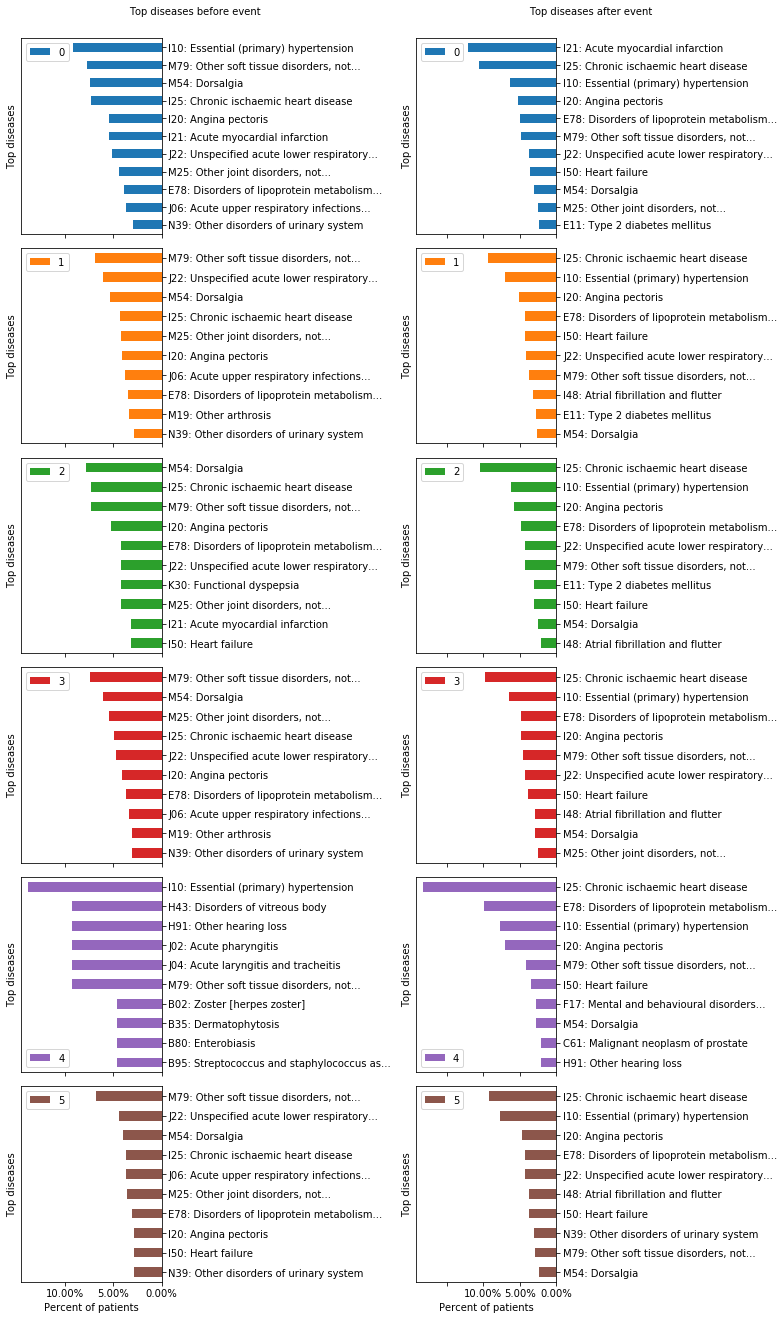 Top diseases before event
Top diseases after event
0
Top diseases
I10: Essential (primary) hypertension
M79: Other soft tissue disorders, not...
M54: Dorsalgia
I25: Chronic ischaemic heart disease
I20: Angina pectoris
I21: Acute myocardial infarction
J22: Unspecified acute lower respiratory...
M25: Other joint disorders, not...
E78: Disorders of lipoprotein metabolism...
J06: Acute upper respiratory infections...
N39: Other disorders of urinary system
0
Top diseases
I21: Acute myocardial infarction
I25: Chronic ischaemic heart disease
I10: Essential (primary) hypertension
I20: Angina pectoris
E78: Disorders of lipoprotein metabolism...
M79: Other soft tissue disorders, not...
J22: Unspecified acute lower respiratory...
I50: Heart failure
M54: Dorsalgia
M25: Other joint disorders, not...
E11: Type 2 diabetes mellitus
1
Top diseases
M79: Other soft tissue disorders, not...
J22: Unspecified acute lower respiratory...
M54: Dorsalgia
I25: Chronic ischaemic heart disease
M25: Other joint disorders, not...
I20: Angina pectoris
J06: Acute upper respiratory infections...
E78: Disorders of lipoprotein metabolism...
M19: Other arthrosis
N39: Other disorders of urinary system
1
Top diseases
I25: Chronic ischaemic heart disease
I10: Essential (primary) hypertension
I20: Angina pectoris
E78: Disorders of lipoprotein metabolism...
I50: Heart failure
J22: Unspecified acute lower respiratory...
M79: Other soft tissue disorders, not...
I48: Atrial fibrillation and flutter
E11: Type 2 diabetes mellitus
M54: Dorsalgia
2
Top diseases
M54: Dorsalgia
I25: Chronic ischaemic heart disease
M79: Other soft tissue disorders, not...
I20: Angina pectoris
E78: Disorders of lipoprotein metabolism...
J22: Unspecified acute lower respiratory...
K30: Functional dyspepsia
M25: Other joint disorders, not...
I21: Acute myocardial infarction
I50: Heart failure
2
Top diseases
I25: Chronic ischaemic heart disease
I10: Essential (primary) hypertension
I20: Angina pectoris
E78: Disorders of lipoprotein metabolism...
J22: Unspecified acute lower respiratory...
M79: Other soft tissue disorders, not...
E11: Type 2 diabetes mellitus
I50: Heart failure
M54: Dorsalgia
I48: Atrial fibrillation and flutter
3
Top diseases
M79: Other soft tissue disorders, not...
M54: Dorsalgia
M25: Other joint disorders, not...
I25: Chronic ischaemic heart disease
J22: Unspecified acute lower respiratory...
I20: Angina pectoris
E78: Disorders of lipoprotein metabolism...
J06: Acute upper respiratory infections...
M19: Other arthrosis
N39: Other disorders of urinary system
3
Top diseases
I25: Chronic ischaemic heart disease
I10: Essential (primary) hypertension
E78: Disorders of lipoprotein metabolism...
I20: Angina pectoris
M79: Other soft tissue disorders, not...
J22: Unspecified acute lower respiratory...
I50: Heart failure
I48: Atrial fibrillation and flutter
M54: Dorsalgia
M25: Other joint disorders, not...
4
Top diseases
I10: Essential (primary) hypertension
H43: Disorders of vitreous body
H91: Other hearing loss
J02: Acute pharyngitis
J04: Acute laryngitis and tracheitis
M79: Other soft tissue disorders, not...
B02: Zoster [herpes zoster]
B35: Dermatophytosis
B80: Enterobiasis
B95: Streptococcus and staphylococcus as...
4
Top diseases
I25: Chronic ischaemic heart disease
E78: Disorders of lipoprotein metabolism...
I10: Essential (primary) hypertension
I20: Angina pectoris
M79: Other soft tissue disorders, not...
I50: Heart failure
F17: Mental and behavioural disorders...
M54: Dorsalgia
C61: Malignant neoplasm of prostate
H91: Other hearing loss
5
Top diseases
M79: Other soft tissue disorders, not...
J22: Unspecified acute lower respiratory...
M54: Dorsalgia
I25: Chronic ischaemic heart disease
J06: Acute upper respiratory infections...
M25: Other joint disorders, not...
E78: Disorders of lipoprotein metabolism...
I20: Angina pectoris
I50: Heart failure
N39: Other disorders of urinary system
10.00% 5.00% 0.00%
Percent of patients
5
Top diseases
I25: Chronic ischaemic heart disease
I10: Essential (primary) hypertension
I20: Angina pectoris
E78: Disorders of lipoprotein metabolism...
J22: Unspecified acute lower respiratory...
I48: Atrial fibrillation and flutter
I50: Heart failure
N39: Other disorders of urinary system
M79: Other soft tissue disorders, not...
M54: Dorsalgia
10.00% 5.00% 0.00%
Percent of patients